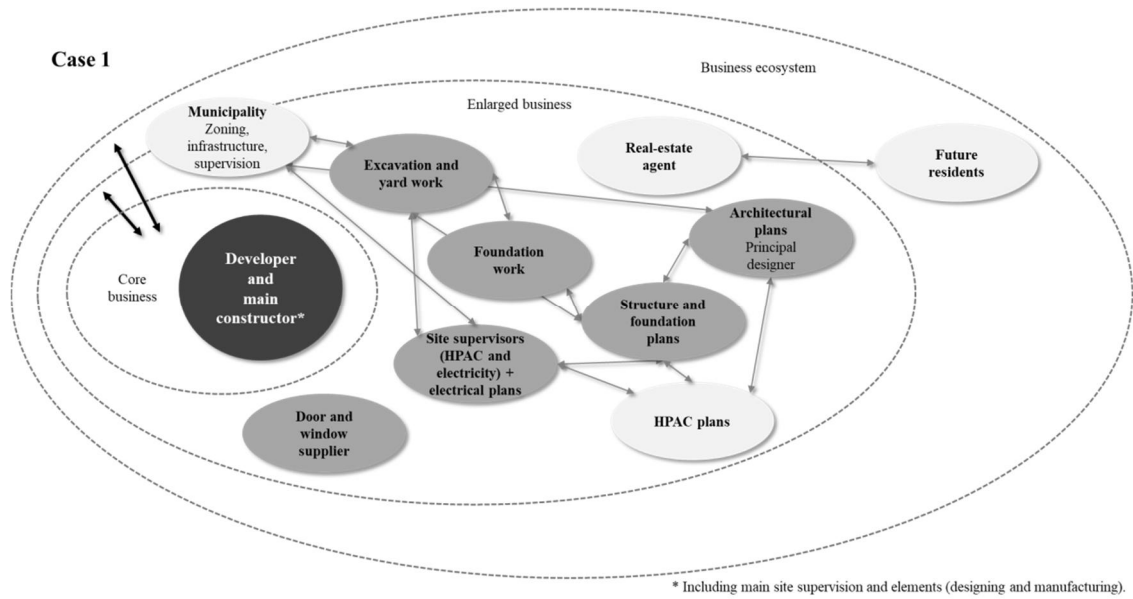 Case 1
Business ecosystem
Enlarged business
Municipality
Zoning,
infrastructure,
supervision
Excavation and
yard work
Real-estate
agent
Future
residents
Architectural
plans
Principal
designer
Foundation
work
Core
business
Developer
and
main
constructor*
Structure and
foundation
plans
Site supervisors
(HPAC and
electricity) +
electrical plans
Door and
window
supplier
HPAC plans
* Including main site supervision and elements (designing and manufacturing).